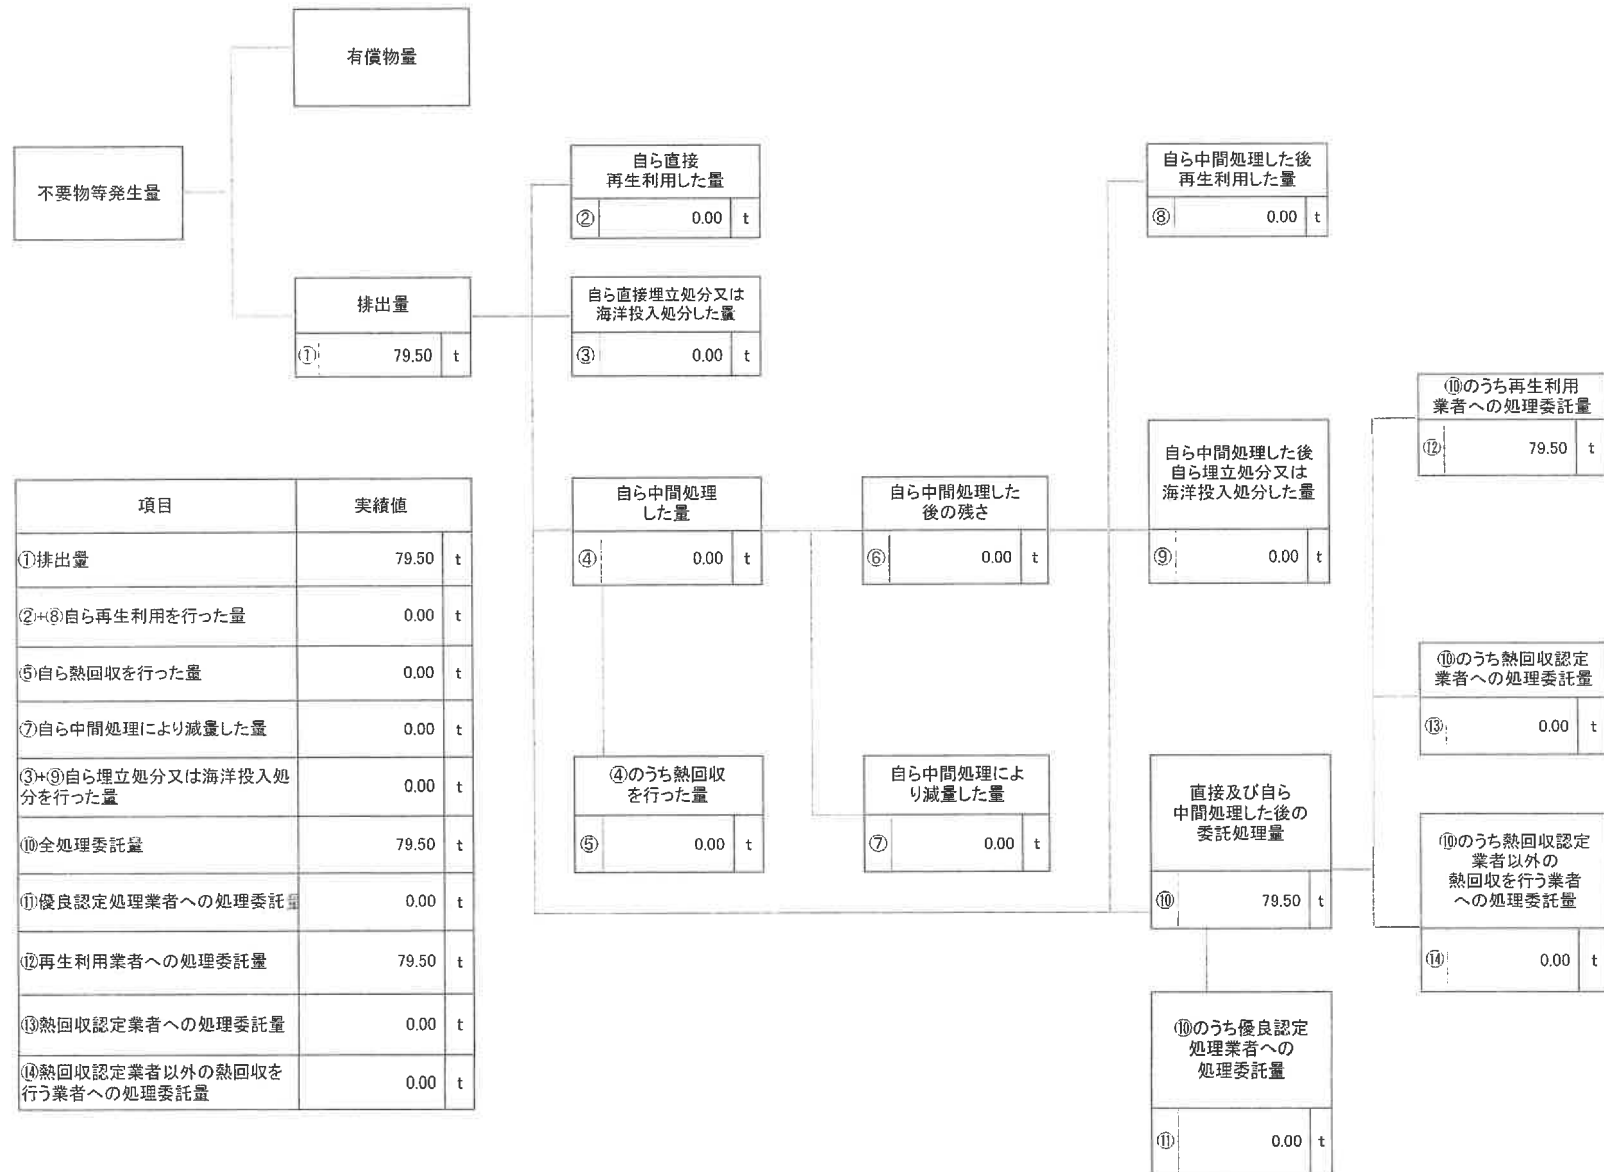 有償物量
不要物等発生量
排出量
① 79.50 t
自ら直接
再生利用した量
② 0.00 t
自ら直接埋立処分又は
海洋投入処分した量
③ 0.00 t
自ら中間処理
した量
④ 0.00 t
④のうち熱回収
を行った量
⑤ 0.00 t
自ら中間処理した
後の残さ
⑥ 0.00 t
自ら中間処理によ
り減量した量
⑦ 0.00 t
自ら中間処理した後
再生利用した量
⑧ 0.00 t
自ら中間処理した後
自ら埋立処分又は
海洋投入処分した量
⑨ 0.00 t
直接及び自ら
中間処理した後の
委託処理量
⑩ 79.50 t
⑩のうち優良認定
処理業者への
処理委託量
⑪ 0.00 t
⑩のうち再生利用
業者への処理委託量
⑫ 79.50 t
⑩のうち熱回収認定
業者への処理委託量
⑬ 0.00 t
⑩のうち熱回収認定
業者以外の
熱回収を行う業者
への処理委託量
⑭ 0.00 t
項目 実績値
①排出量 79.50 t
②+⑧自ら再生利用を行った量 0.00 t
⑤自ら熱回収を行った量 0.00 t
⑦自ら中間処理により減量した量 0.00 t
③+⑨自ら埋立処分又は海洋投入処
分を行った量 0.00 t
⑩全処理委託量 79.50 t
⑪優良認定処理業者への処理委託量 0.00 t
⑫再生利用業者への処理委託量 79.50 t
⑬熱回収認定業者への処理委託量 0.00 t
⑭熱回収認定業者以外の熱回収を
行う業者への処理委託量 0.00 t